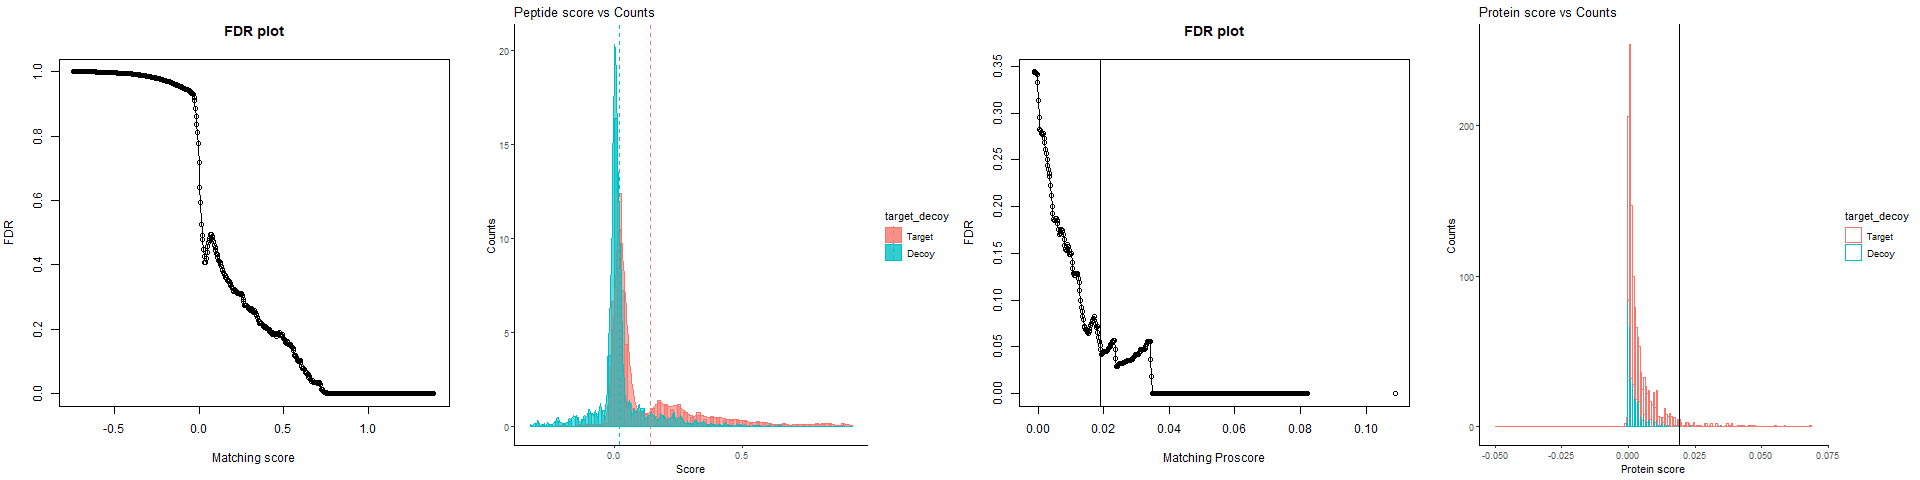 FDR plot
FDR
1.0
0.8
0.6
0.4
0.2
0.0
-0.5
0.0
0.5
1.0
Matching score
Peptide score vs Counts
Counts
20
15
10
5
0
0.0
0.5
Score
target_decoy
Target
Decoy
FDR plot
FDR
0.35
0.30
0.25
0.20
0.15
0.10
0.05
0.00
0.00
0.02
0.04
0.06
0.08
0.10
Matching Proscore
Protein score vs Counts
Counts
200
100
0
-0.050
-0.025
0.000
0.025
0.050
0.075
Protein score
target_decoy
Target
Decoy